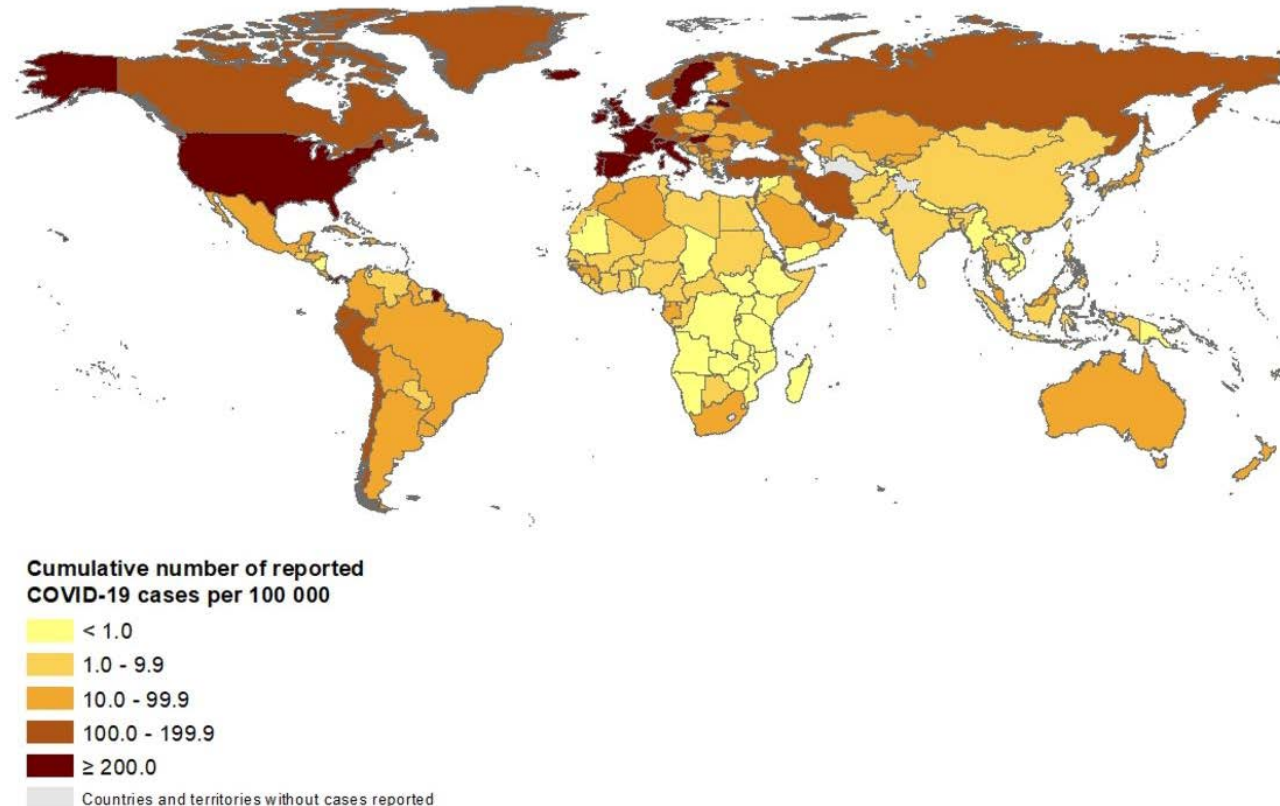 Cumulative number of reported
COVID-19 cases per 100 000
< 1.0
1.0 - 9.9
10.0 - 99.9
100.0 - 199.9
≥ 200.0
Countries and territories without cases reported